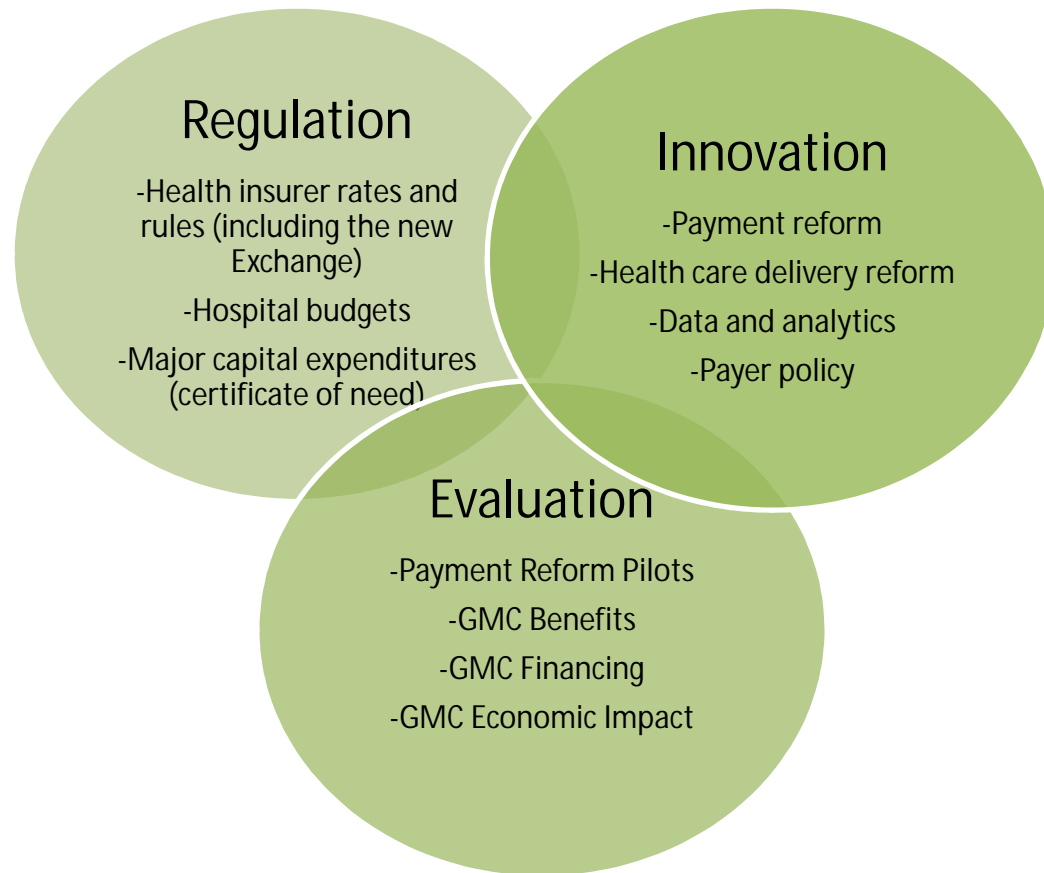 Regulation
-Health insurer rates and
rules (including the new
Exchange)
-Hospital budgets
-Major capital expenditures
(certificate of need)
Innovation
-Payment reform
-Health care delivery reform
-Data and analytics
-Payer policy
Evaluation
-Payment Reform Pilots
-GMC Benefits
-GMC Financing
-GMC Economic Impact